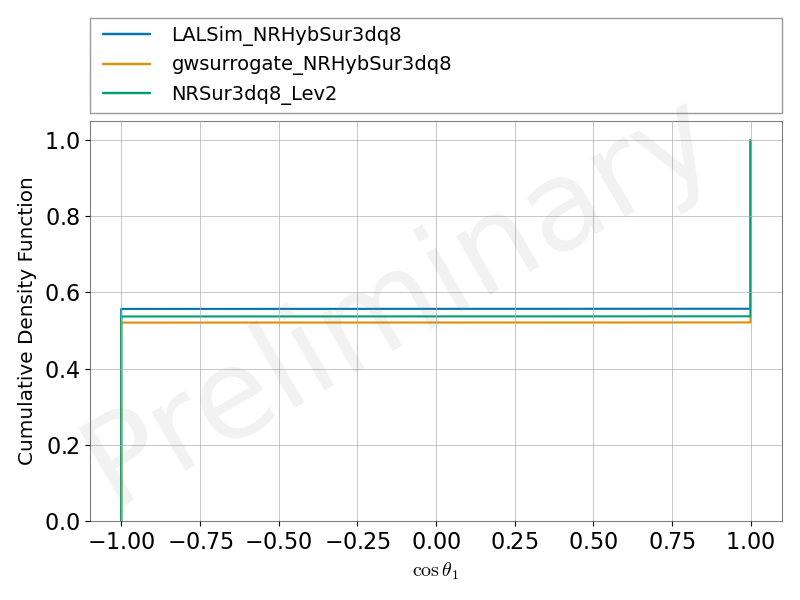 LALSim_NRHybSur3dq8
gwsurrogate_NRHybSur3dq8
NRSur3dq8_Lev2
Preliminary
Cumulative Density Function
1.0
0.8
0.6
0.4
0.2
0.0
−1.00 −0.75 −0.50 −0.25 0.00 0.25 0.50 0.75 1.00
cos θ₁